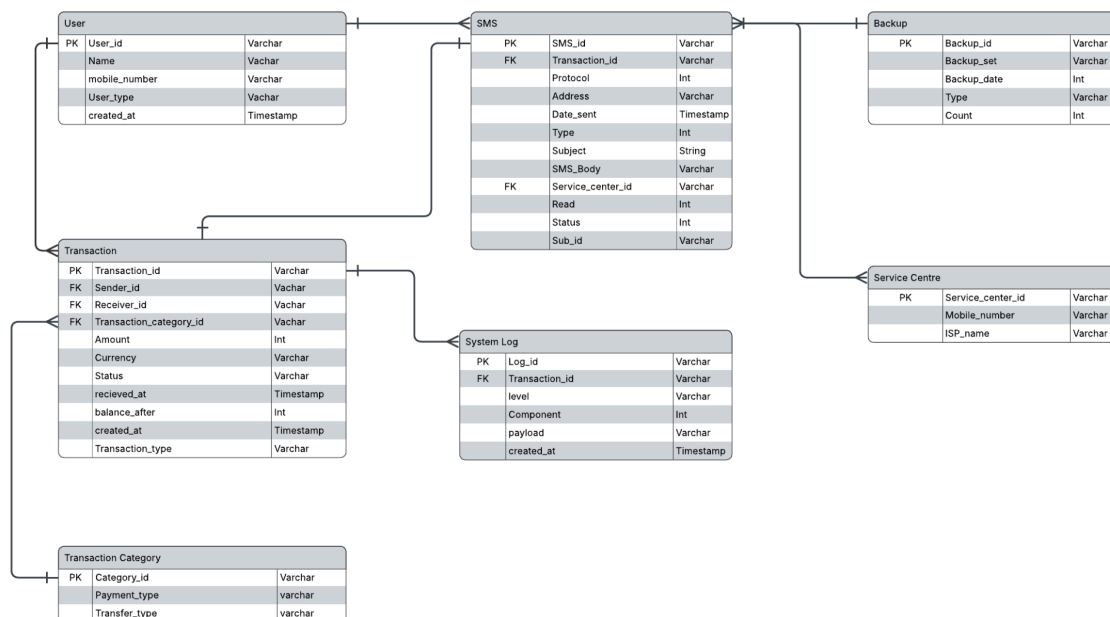 User
PK User_id Varchar
Name Vachar
mobile_number Varchar
User_type Vachar
created_at Timestamp
SMS
PK SMS_id Varchar
FK Transaction_id Varchar
Protocol Int
Address Varchar
Date_sent Timestamp
Type Int
Subject String
SMS_Body Varchar
FK Service_center_id Varchar
Read Int
Status Int
Sub_id Varchar
Backup
PK Backup_id Varchar
Backup_set Varchar
Backup_date Int
Type Varchar
Count Int
Transaction
PK Transaction_id Varchar
FK Sender_id Vachar
FK Receiver_id Varchar
FK Transaction_category_id Vachar
Amount Int
Currency Varchar
Status Varchar
recieved_at Timestamp
balance_after Int
created_at Timestamp
Transaction_type Varchar
Service Centre
PK Service_center_id Varchar
Mobile_number Varchar
ISP_name Varchar
System Log
PK Log_id Varchar
FK Transaction_id Varchar
level Varchar
Component Int
payload Varchar
created_at Timestamp
Transaction Category
PK Category_id Varchar
Payment_type varchar
Transfer_type varchar